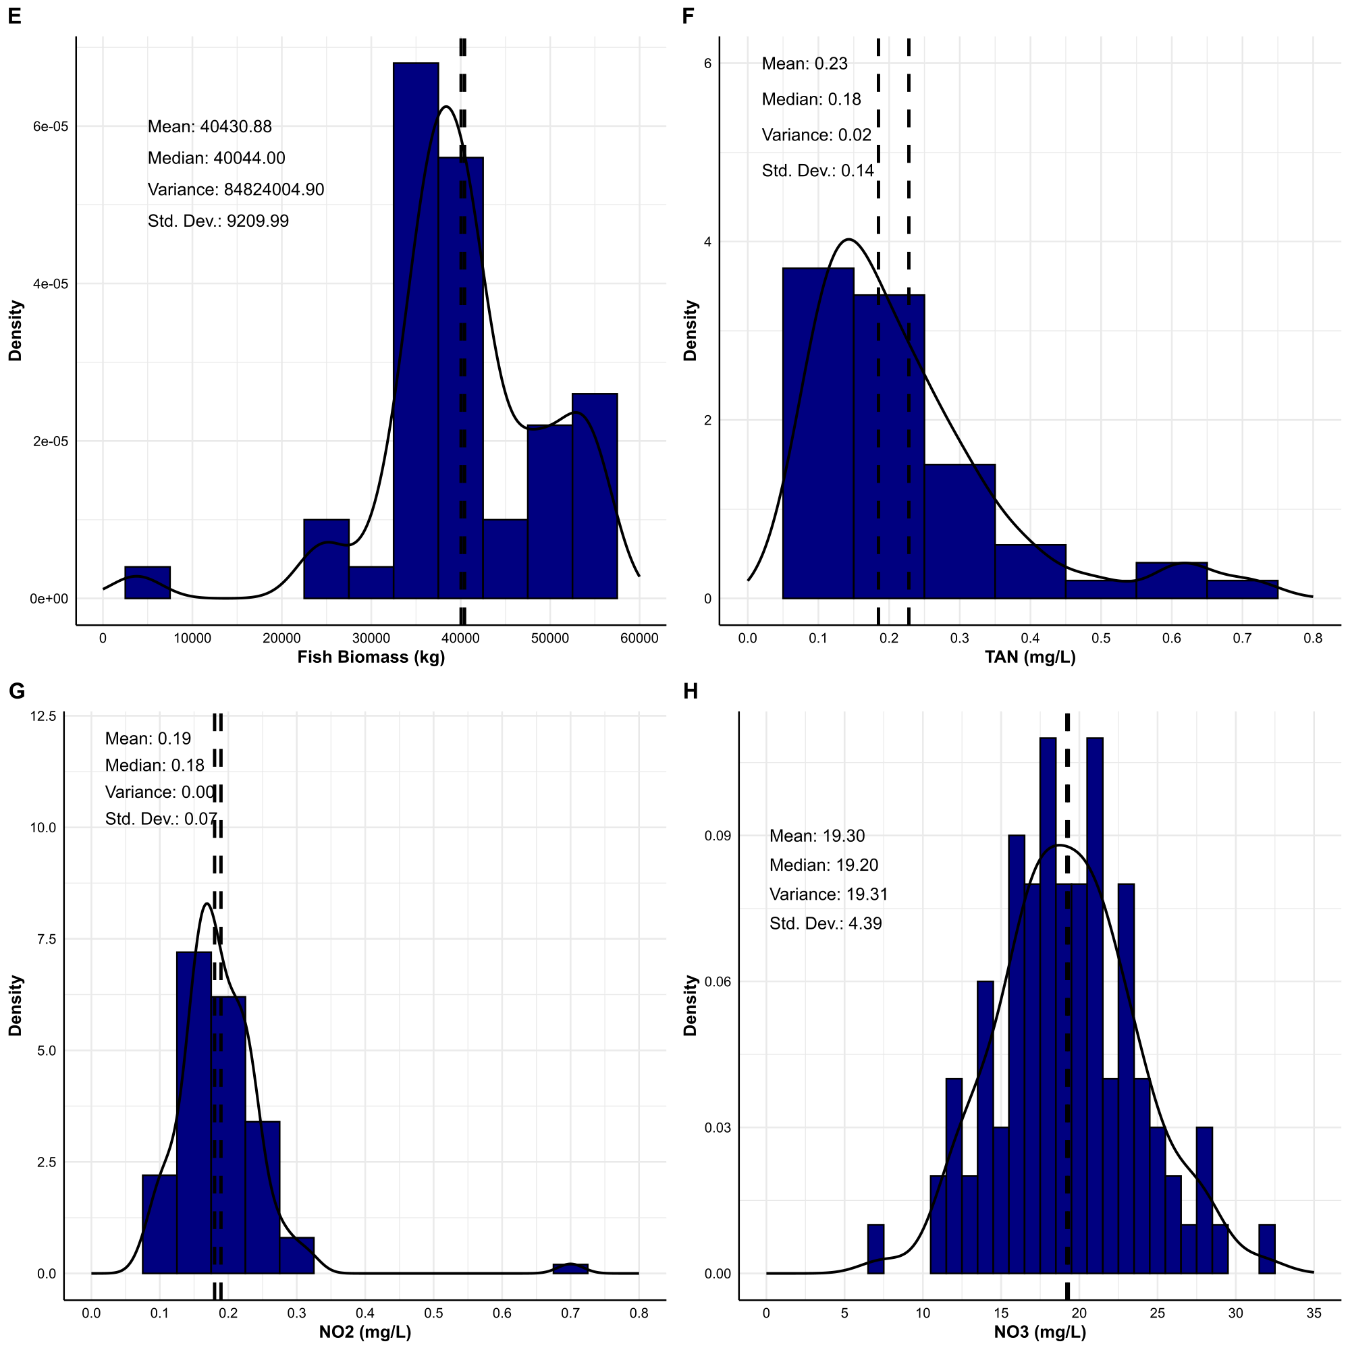 E
Mean: 40430.88
Median: 40044.00
Variance: 84824004.90
Std. Dev.: 9209.99
6e-05
4e-05
2e-05
0e+00
Density
0 10000 20000 30000 40000 50000 60000
Fish Biomass (kg)
F
Mean: 0.23
Median: 0.18
Variance: 0.02
Std. Dev.: 0.14
6
4
2
0
Density
0.0 0.1 0.2 0.3 0.4 0.5 0.6 0.7 0.8
TAN (mg/L)
G
Mean: 0.19
Median: 0.18
Variance: 0.00
Std. Dev.: 0.07
12.5
10.0
7.5
5.0
2.5
0.0
Density
0.0 0.1 0.2 0.3 0.4 0.5 0.6 0.7 0.8
NO2 (mg/L)
H
Mean: 19.30
Median: 19.20
Variance: 19.31
Std. Dev.: 4.39
0.09
0.06
0.03
0.00
Density
0 5 10 15 20 25 30 35
NO3 (mg/L)